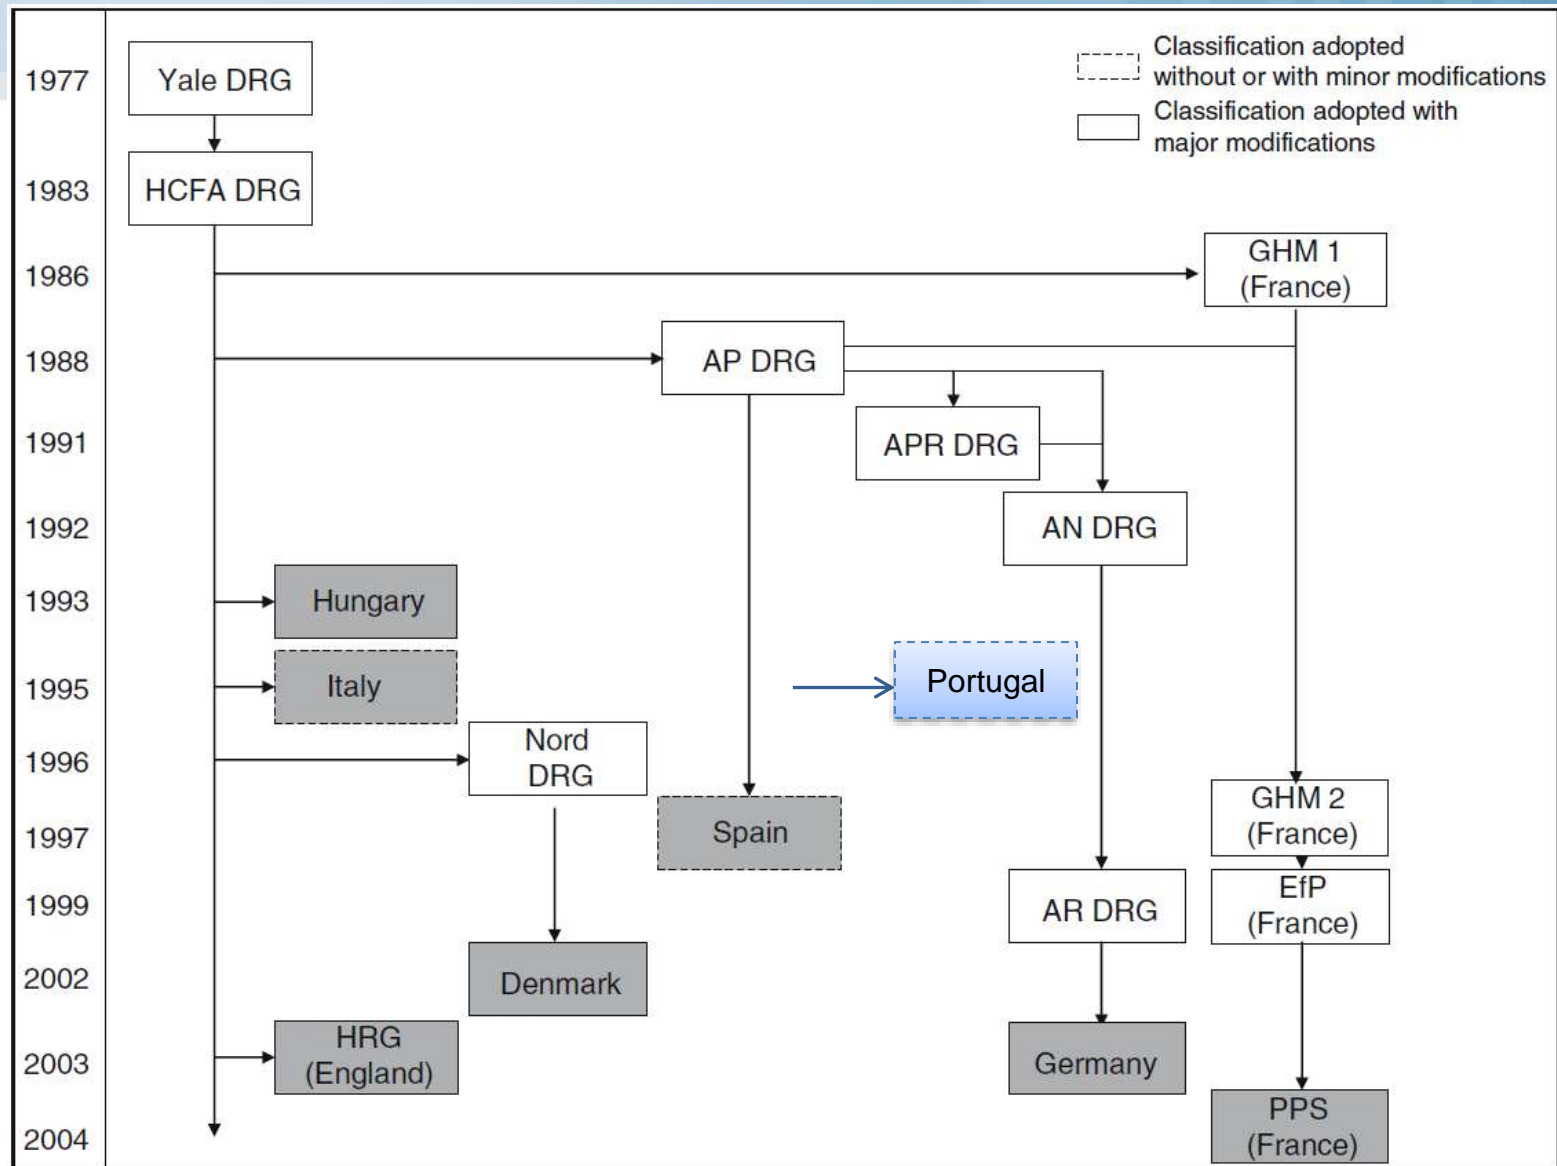 Classification adopted
without or with minor modifications
Classification adopted with
major modifications
1977
Yale DRG
1983
HCFA DRG
1986
GHM 1
(France)
1988
AP DRG
1991
APR DRG
1992
AN DRG
1993
Hungary
1995
Italy
Portugal
1996
Nord
DRG
1997
Spain
GHM 2
(France)
1999
AR DRG
EfP
(France)
2002
Denmark
2003
HRG
(England)
Germany
2004
PPS
(France)